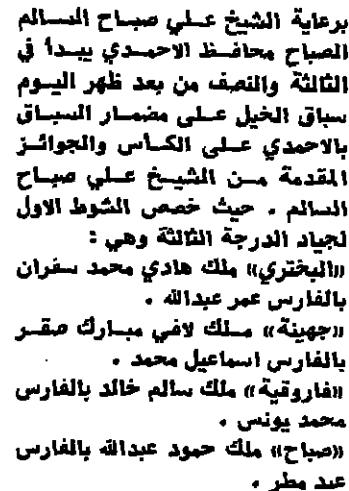 برعاية الشيخ علي صباح السالم
الصباح محافظ الاحمدي يبدأ في
الثالثة والنصف من بعد ظهر اليوم
سباق الخيل على مضمار السباق
بالاحمدي على الكأس والجوائز
المقدمة من الشيخ علي صباح
السالم . حيث خصص الشوط الاول
لجياد الدرجة الثالثة وهي :
«البختري» ملك هادي محمد سفران
بالفارس عمر عبدالله .
«جهينة» ملك لافي مبارك صقر
بالفارس اسماعيل محمد .
«فاروقية» ملك سالم خالد بالفارس
محمد يونس .
«صباح» ملك حمود عبدالله بالفارس
عيد مطر .